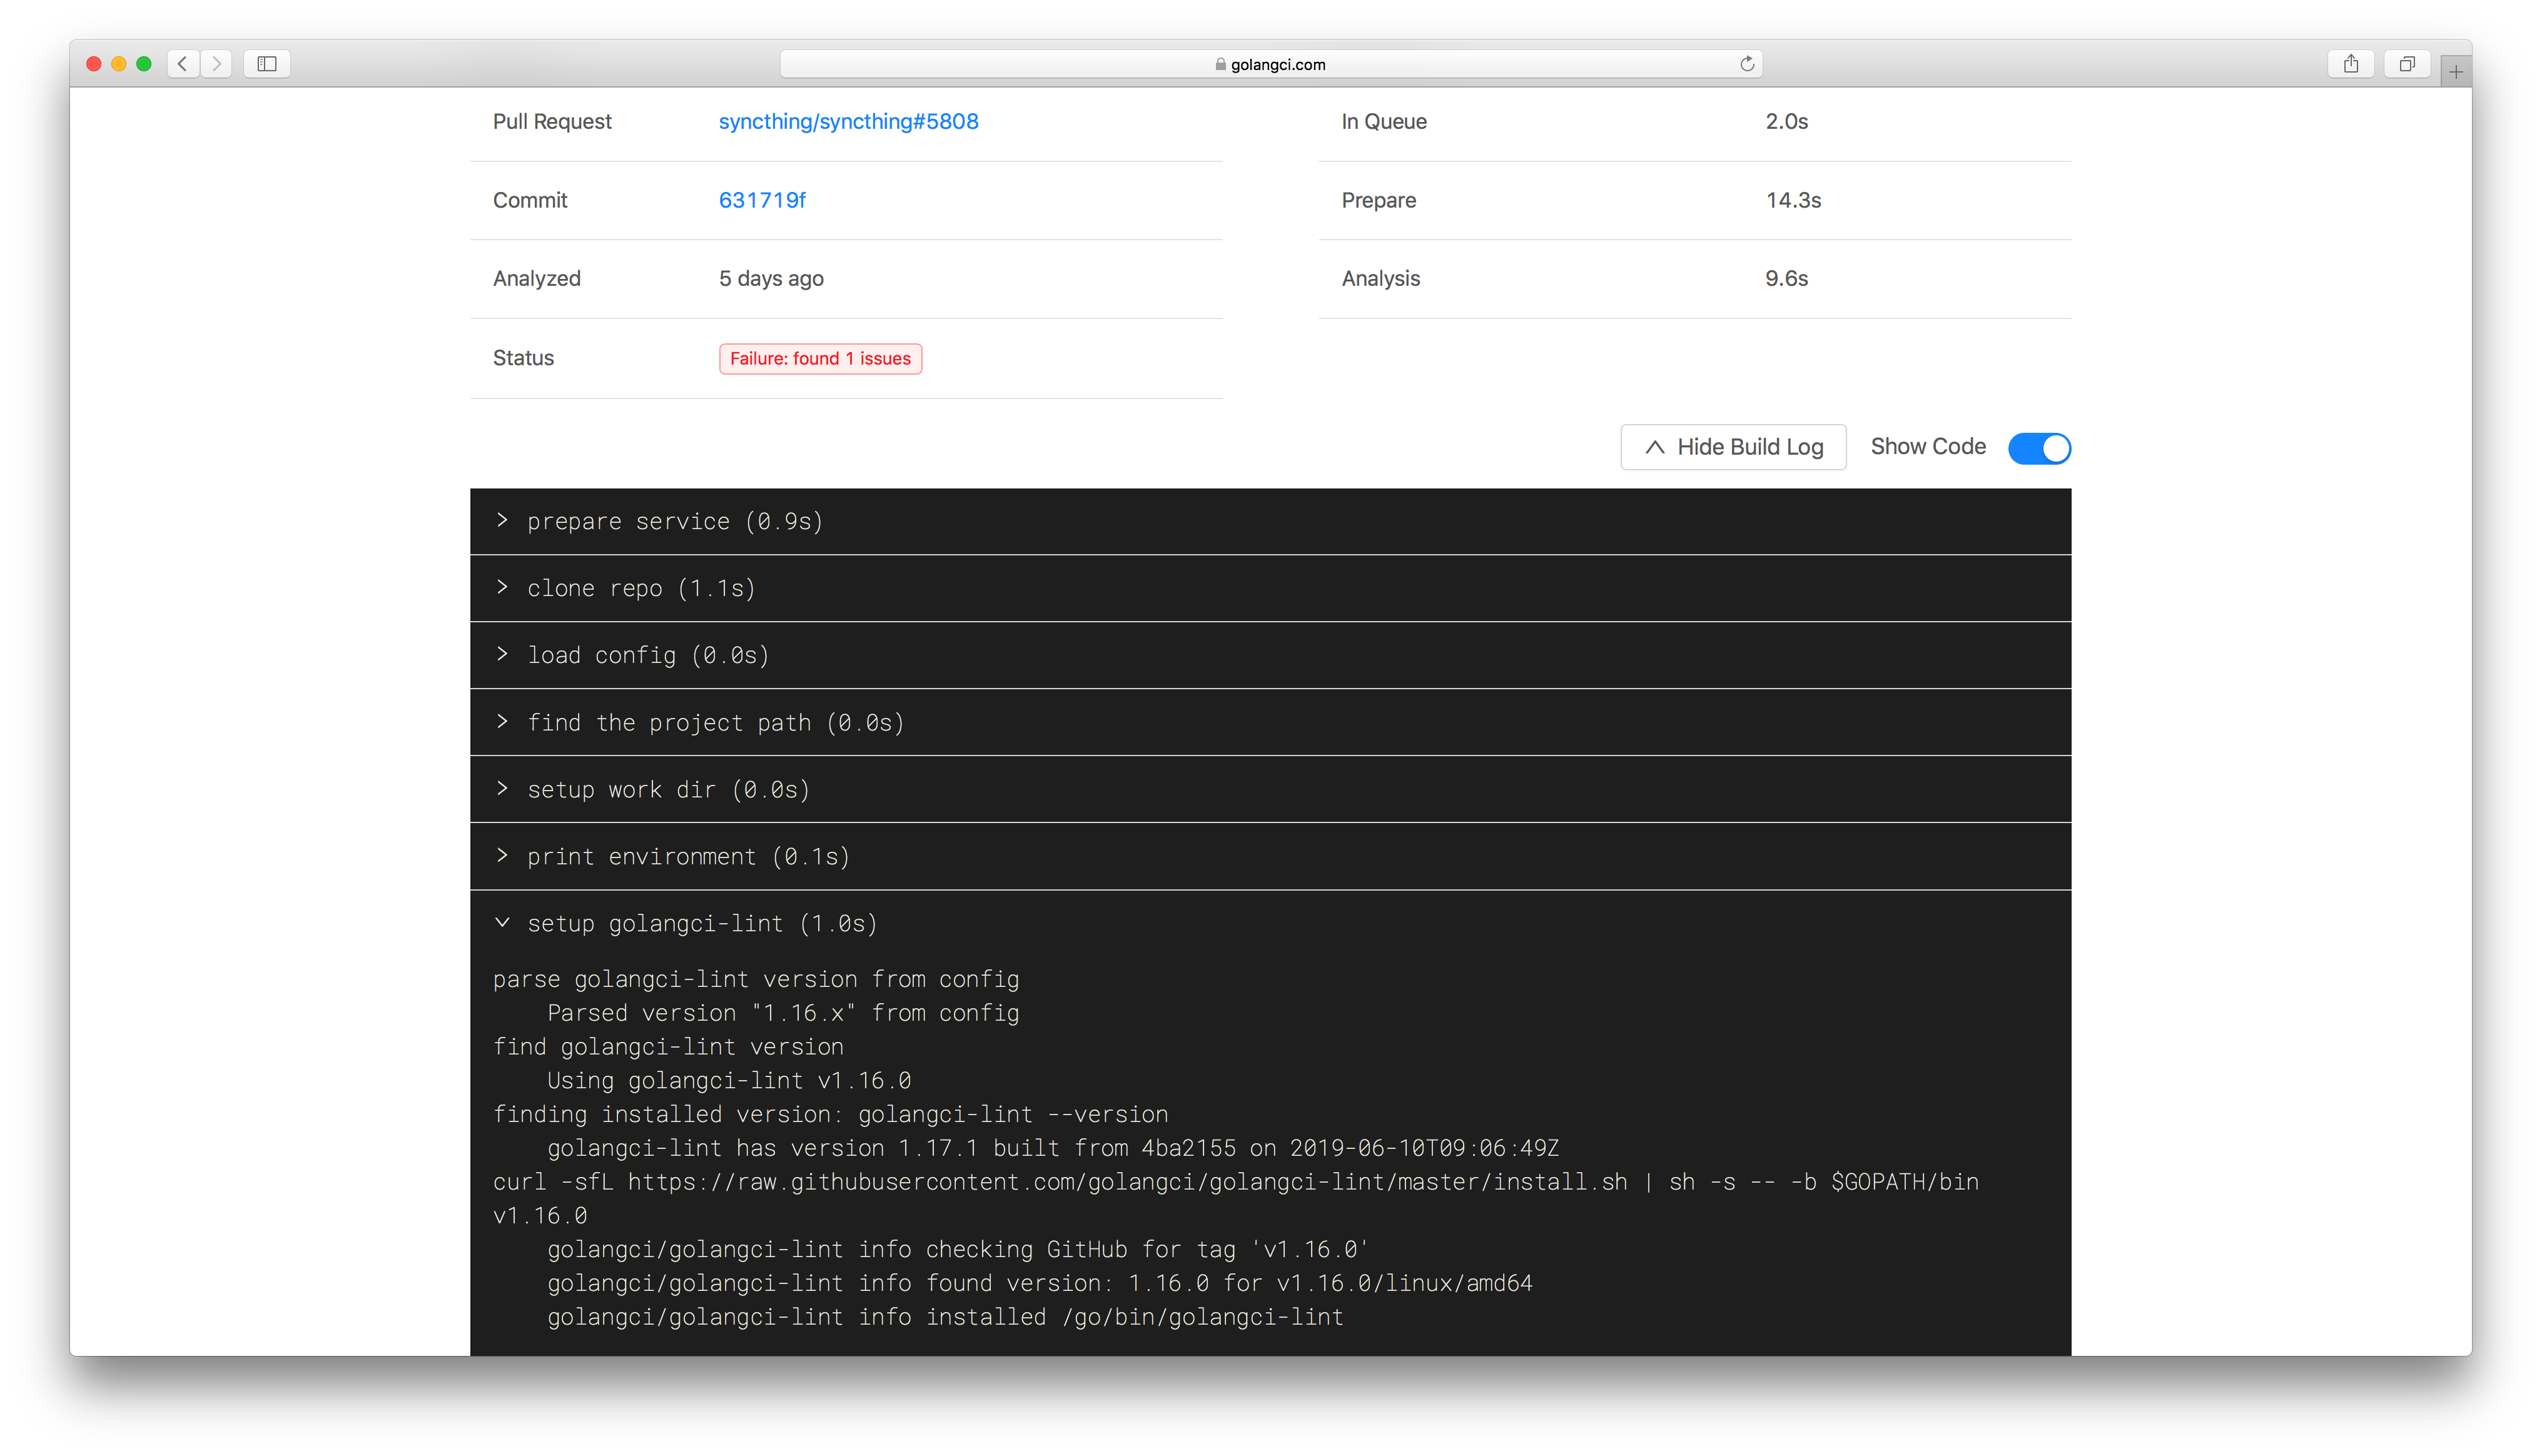 golangci.com
Pull Request syncthing/syncthing#5808 In Queue 2.0s
Commit 631719f Prepare 14.3s
Analyzed 5 days ago Analysis 9.6s
Status Failure: found 1 issues
Hide Build Log Show Code
prepare service (0.9s)
clone repo (1.1s)
load config (0.0s)
find the project path (0.0s)
setup work dir (0.0s)
print environment (0.1s)
setup golangci-lint (1.0s)
parse golangci-lint version from config
Parsed version "1.16.x" from config
find golangci-lint version
Using golangci-lint v1.16.0
finding installed version: golangci-lint --version
golangci-lint has version 1.17.1 built from 4ba2155 on 2019-06-10T09:06:49Z
curl -sfL https://raw.githubusercontent.com/golangci/golangci-lint/master/install.sh | sh -s -- -b $GOPATH/bin
v1.16.0
golangci/golangci-lint info checking GitHub for tag 'v1.16.0'
golangci/golangci-lint info found version: 1.16.0 for v1.16.0/linux/amd64
golangci/golangci-lint info installed /go/bin/golangci-lint